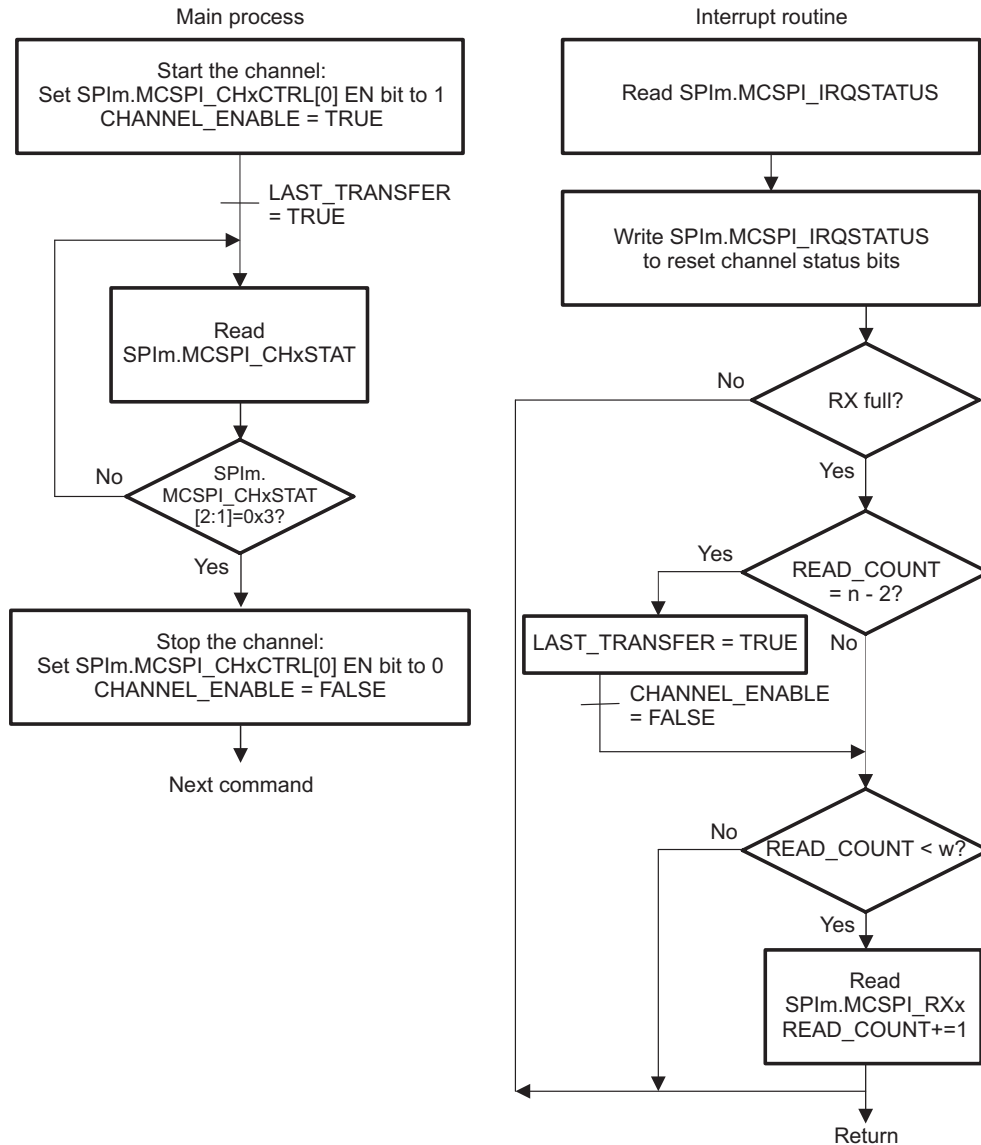 Main process
Start the channel:
Set SPIm.MCSPI_CHxCTRL[0] EN bit to 1
CHANNEL_ENABLE = TRUE
LAST_TRANSFER
= TRUE
Read
SPIm.MCSPI_CHxSTAT
No
SPIm.
MCSPI_CHxSTAT
[2:1]=0x3?
Yes
Stop the channel:
Set SPIm.MCSPI_CHxCTRL[0] EN bit to 0
CHANNEL_ENABLE = FALSE
Next command
Interrupt routine
Read SPIm.MCSPI_IRQSTATUS
Write SPIm.MCSPI_IRQSTATUS
to reset channel status bits
No
RX full?
Yes
Yes
READ_COUNT
= n - 2?
LAST_TRANSFER = TRUE
No
CHANNEL_ENABLE
= FALSE
No
READ_COUNT < w?
Yes
Read
SPIm.MCSPI_RXx
READ_COUNT+=1
Return